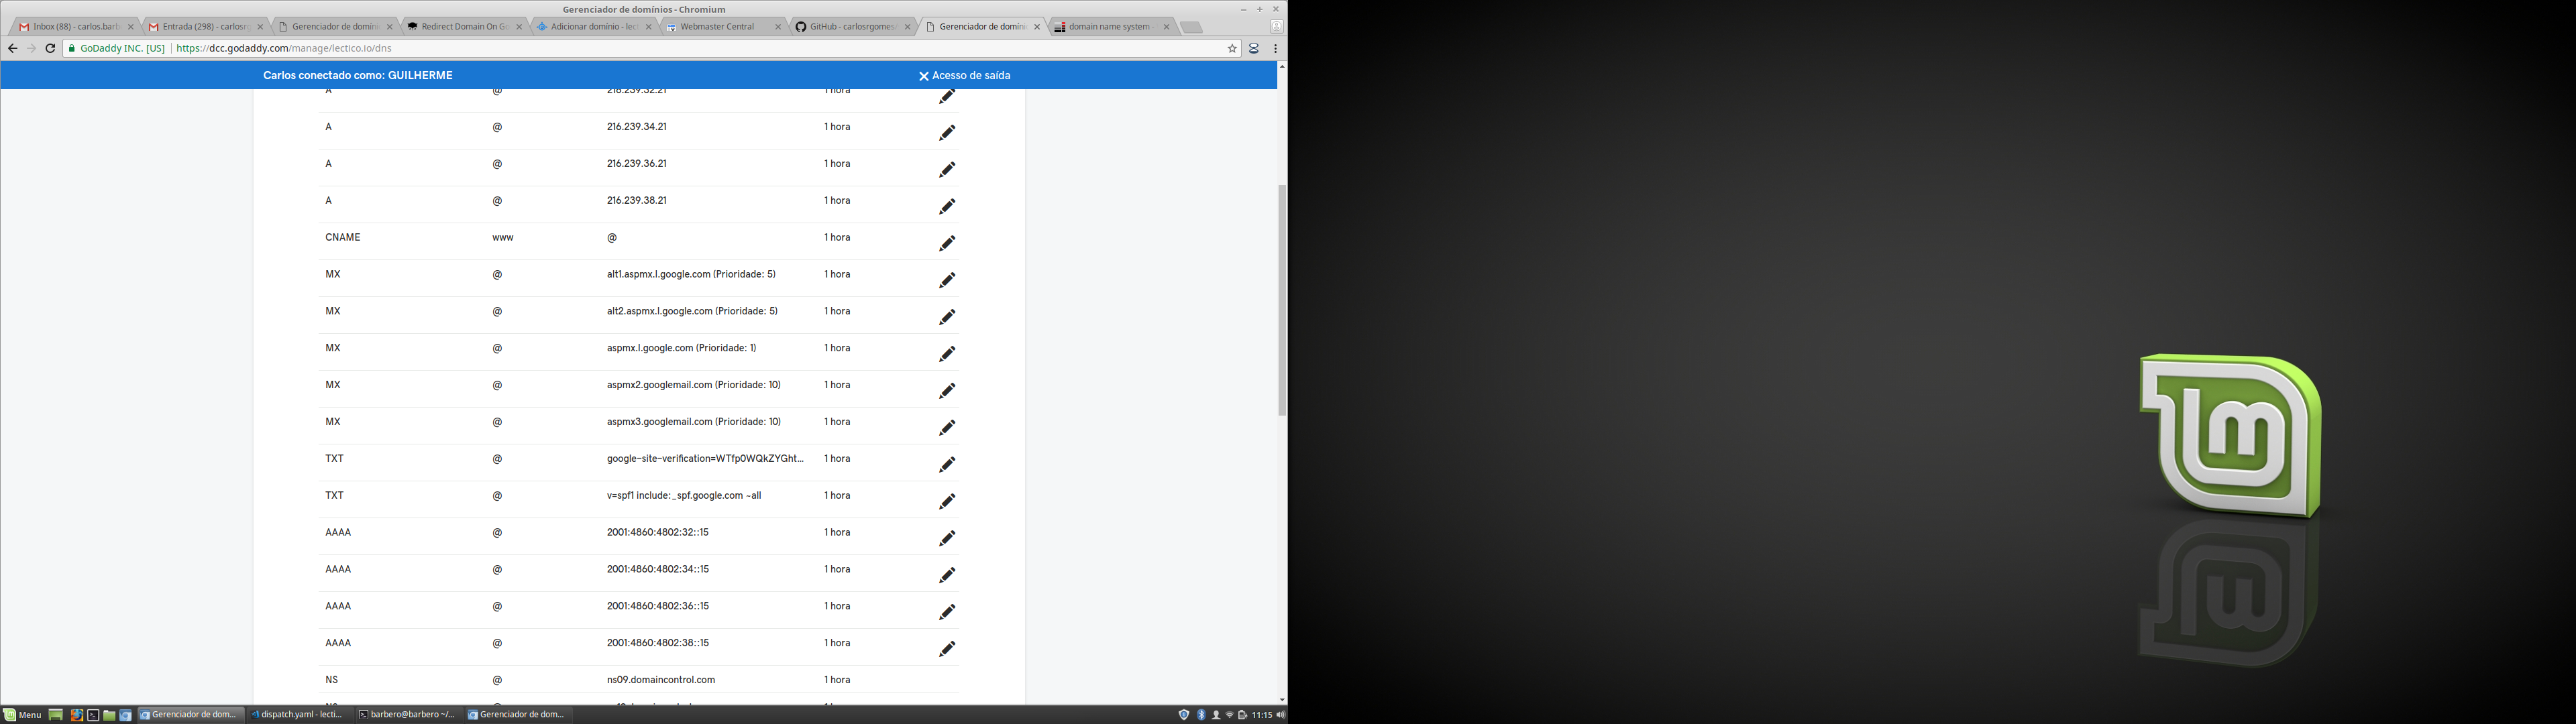 Gerenciador de domínios - Chromium
Inbox (88) - carlos.barb
Entrada (298) - carlosr
Gerenciador de domín
Redirect Domain On G
Adicionar domínio - lec
Webmaster Central
GitHub - carlosrgomes
Gerenciador de domín
domain name system -
GoDaddy INC. [US] | https://dcc.godaddy.com/manage/lectico.io/dns
Carlos conectado como: GUILHERME
Acesso de saída
A @ 216.239.32.21 1 hora
A @ 216.239.34.21 1 hora
A @ 216.239.36.21 1 hora
A @ 216.239.38.21 1 hora
CNAME www @ 1 hora
MX @ alt1.aspmx.l.google.com (Prioridade: 5) 1 hora
MX @ alt2.aspmx.l.google.com (Prioridade: 5) 1 hora
MX @ aspmx.l.google.com (Prioridade: 1) 1 hora
MX @ aspmx2.googlemail.com (Prioridade: 10) 1 hora
MX @ aspmx3.googlemail.com (Prioridade: 10) 1 hora
TXT @ google-site-verification=WTfp0WQkZYGht... 1 hora
TXT @ v=spf1 include:_spf.google.com -all 1 hora
AAAA @ 2001:4860:4802:32::15 1 hora
AAAA @ 2001:4860:4802:34::15 1 hora
AAAA @ 2001:4860:4802:36::15 1 hora
AAAA @ 2001:4860:4802:38::15 1 hora
NS @ ns09.domaincontrol.com 1 hora
Menu
Gerenciador de dom...
dispatch.yaml - lecti...
barbero@barbero ~/...
Gerenciador de dom...
11:15